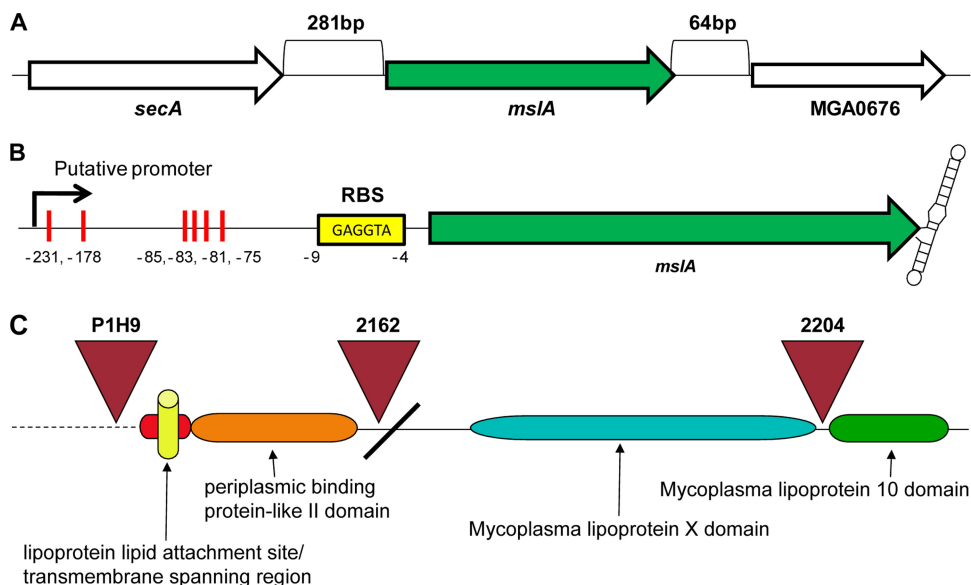 A
281bp
64bp
secA
mslA
MGA0676
B
Putative promoter
RBS
GAGGTA
-231, -178
-85,-83, -81, -75
-9
-4
mslA
C
P1H9
2162
2204
periplasmic binding
protein-like II domain
Mycoplasma lipoprotein 10 domain
Mycoplasma lipoprotein X domain
lipoprotein lipid attachment site/
transmembrane spanning region